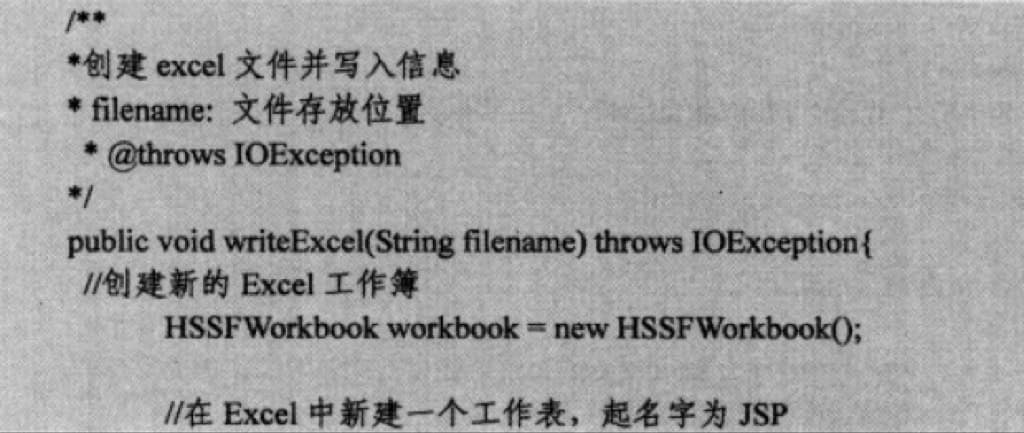 /**
*创建 excel 文件并写入信息
* filename: 文件存放位置
* @throws IOException
*/
public void writeExcel(String filename) throws IOException{
//创建新的 Excel 工作簿
HSSFWorkbook workbook = new HSSFWorkbook();
//在 Excel 中新建一个工作表，起名字为 JSP